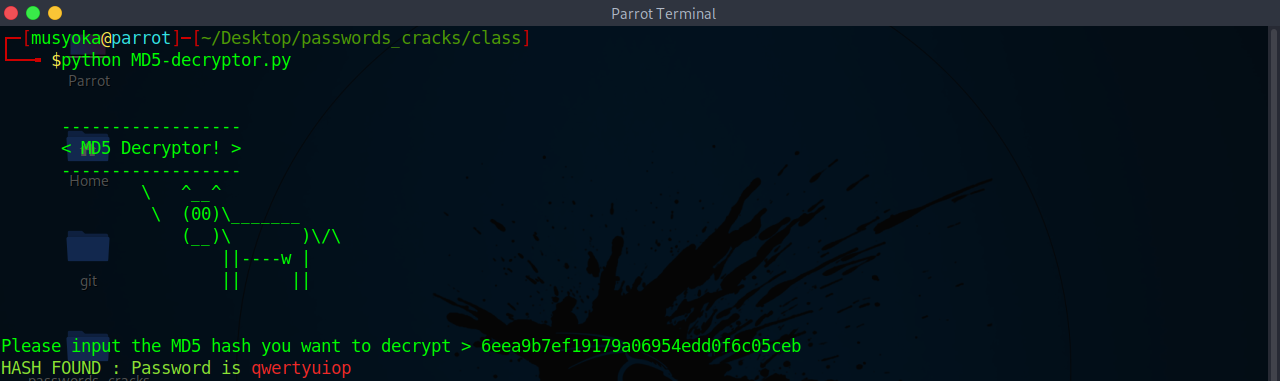 Parrot Terminal
┌─[musyoka@parrot]─[~/Desktop/passwords_cracks/class]
└──╼ $python MD5-decryptor.py
Parrot
------------------
< MD5 Decryptor! >
------------------
Home
        \   ^__^
         \  (00)\_______
            (__)\       )\/\
                ||----w |
git
                ||     ||
Please input the MD5 hash you want to decrypt > 6eea9b7ef19179a06954edd0f6c05ceb
HASH FOUND : Password is qwertyuiop
passwords_cracks